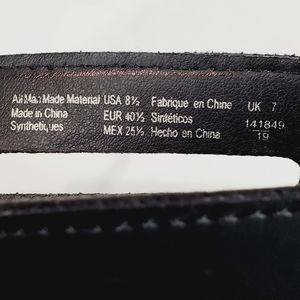 All Man Made Material USA 8½ Fabriqué en Chine UK 7
Made in China EUR 40½ Sintéticos 141849
Synthetiques MEX 25½ Hecho en China 19